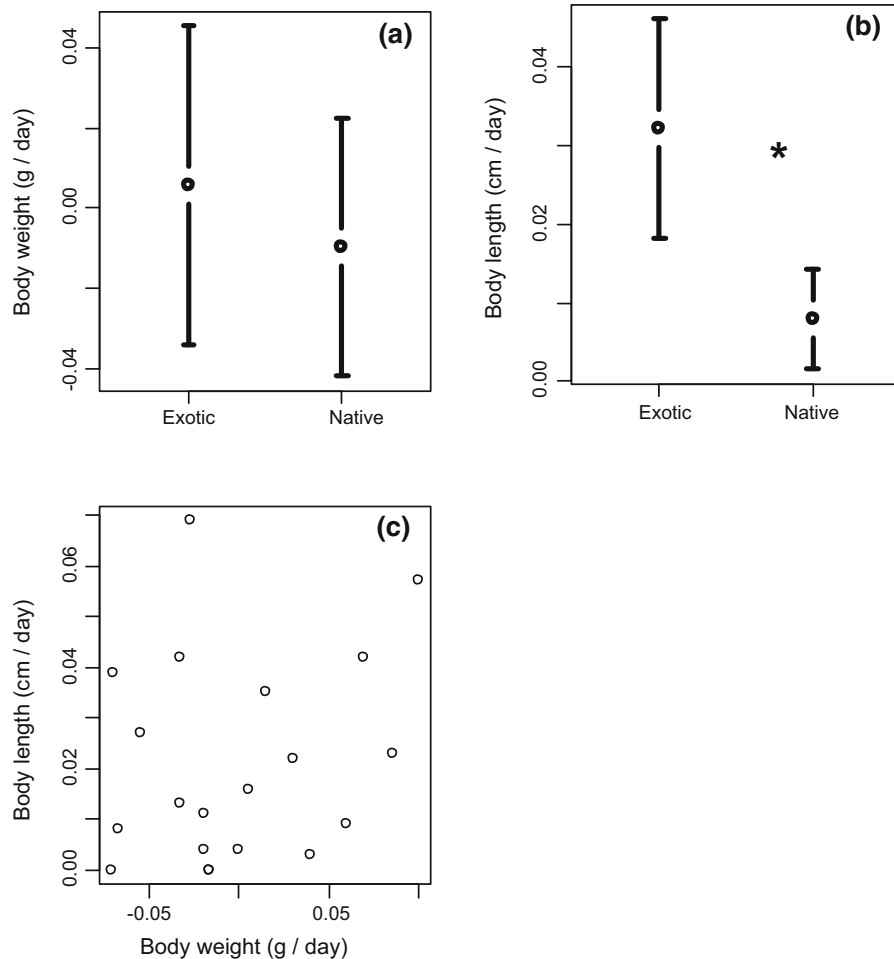 (a)
Body weight (g / day)
0.04
0.00
-0.04
Exotic Native
(b)
Body length (cm / day)
0.04
0.02
0.00
*
Exotic Native
(c)
Body length (cm / day)
0.06
0.04
0.02
0.00
-0.05 0.05
Body weight (g / day)